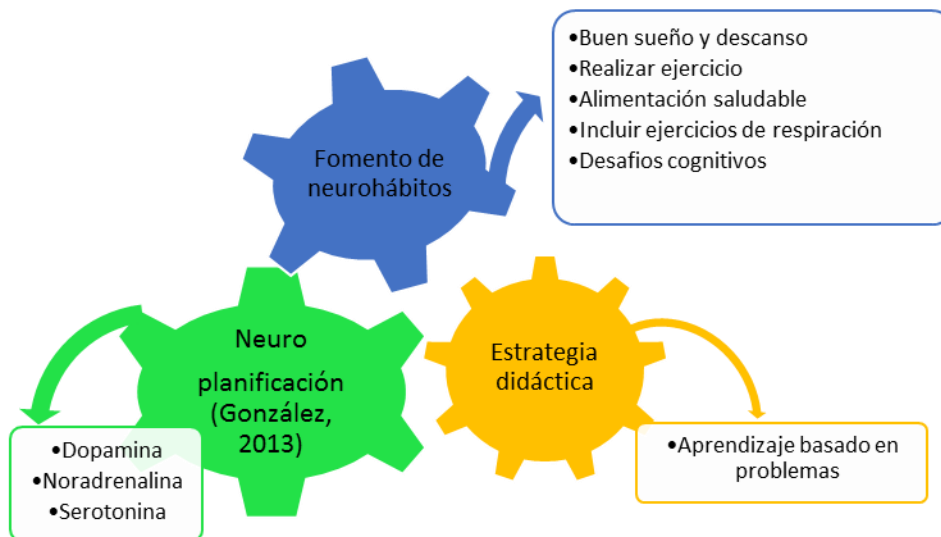 Fomento de
neurohábitos
•Buen sueño y descanso
•Realizar ejercicio
•Alimentación saludable
•Incluir ejercicios de respiración
•Desafios cognitivos
Neuro
planificación
(González,
2013)
•Dopamina
•Noradrenalina
•Serotonina
Estrategia
didáctica
•Aprendizaje basado en
problemas